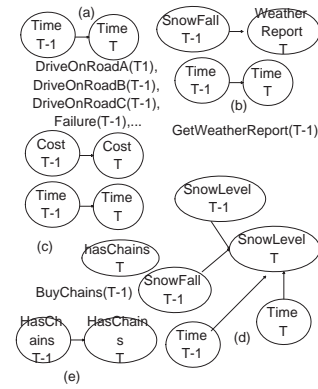 (a)
Time
T-1
Time
T
DriveOnRoadA(T1),
DriveOnRoadB(T-1),
DriveOnRoadC(T-1),
Failure(T-1),...
SnowFall
T-1
Weather
Report
T
Time
T-1
Time
T
(b)
GetWeatherReport(T-1)
Cost
T-1
Cost
T
Time
T-1
Time
T
(c)
hasChains
T
BuyChains(T-1)
HasCh
ains
T-1
HasChain
s
T
(e)
SnowLevel
T-1
SnowLevel
T
SnowFall
T-1
Time
T-1
Time
T
(d)